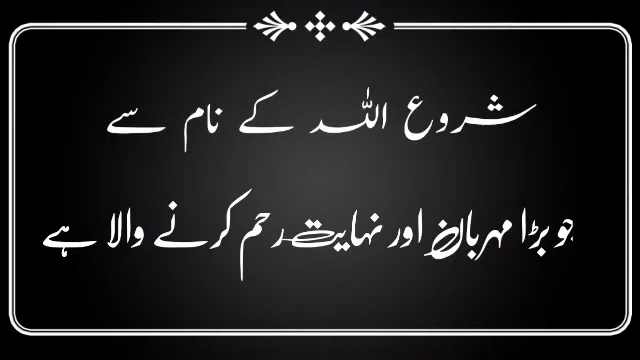 شروع اللہ کے نام سے
جو بڑا مہربان اور نہایت رحم کرنے والا ہے